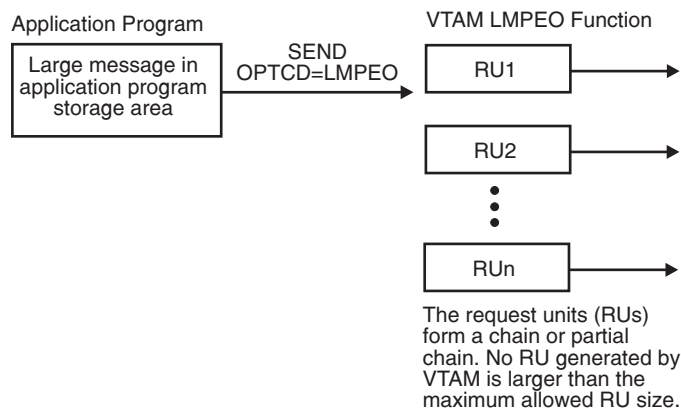 Application Program
VTAM LMPEO Function
Large message in
application program
storage area
SEND
OPTCD=LMPEO
RU1
RU2
RUn
The request units (RUs)
form a chain or partial
chain. No RU generated by
VTAM is larger than the
maximum allowed RU size.